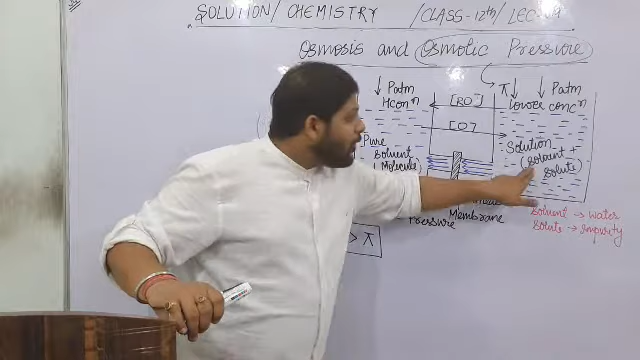 SOLUTION / CHEMISTRY / CLASS-12th / LEC-
Osmosis and Osmotic Pressure
Patm
H concn
[RO]
[O]
π
Patm
lower concn
Pure
solvent
(Molecule)
Solution
(solvent +
solute)
Membrane
Pressure
> π
Solvent → Water
Solute → Impurity